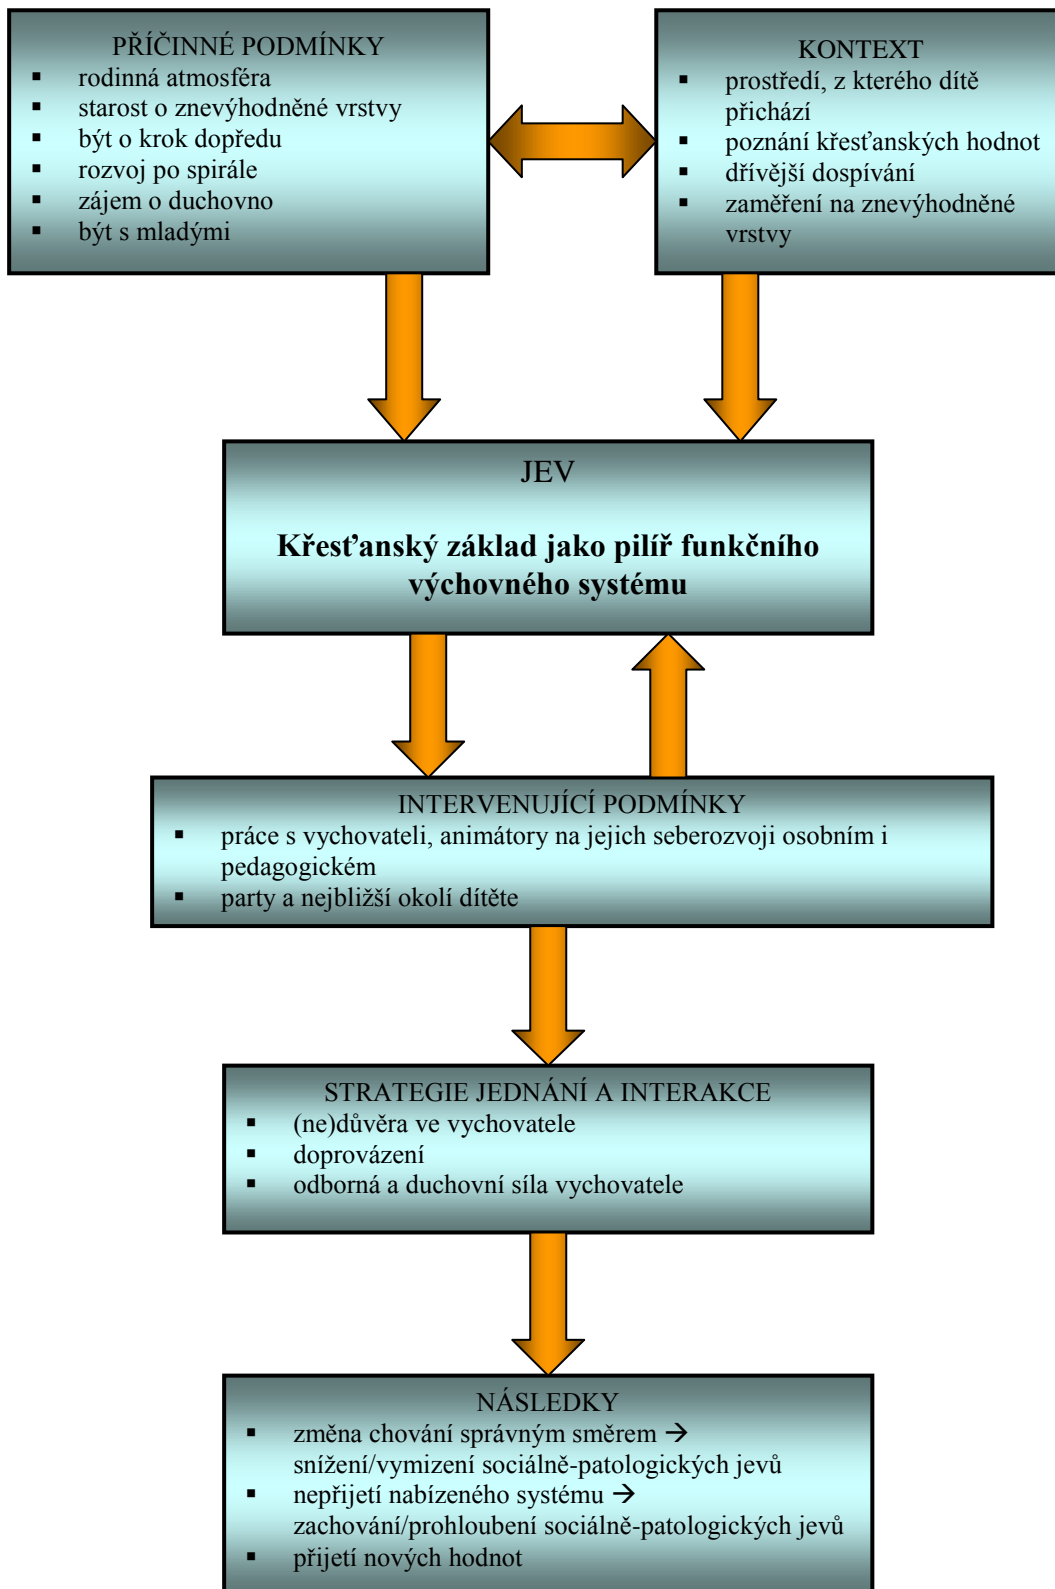 PŘÍČINNÉ PODMÍNKY
▪ rodinná atmosféra
▪ starost o znevýhodněné vrstvy
▪ být o krok dopředu
▪ rozvoj po spirále
▪ zájem o duchovno
▪ být s mladými
KONTEXT
▪ prostředí, z kterého dítě
přichází
▪ poznání křesťanských hodnot
▪ dřívější dospívání
▪ zaměření na znevýhodněné
vrstvy
JEV
Křesťanský základ jako pilíř funkčního
výchovného systému
INTERVENUJÍCÍ PODMÍNKY
▪ práce s vychovateli, animátory na jejich seberozvoji osobním i
pedagogickém
▪ party a nejbližší okolí dítěte
STRATEGIE JEDNÁNÍ A INTERAKCE
▪ (ne)důvěra ve vychovatele
▪ doprovázení
▪ odborná a duchovní síla vychovatele
NÁSLEDKY
▪ změna chování správným směrem →
snížení/vymizení sociálně-patologických jevů
▪ nepřijetí nabízeného systému →
zachování/prohloubení sociálně-patologických jevů
▪ přijetí nových hodnot